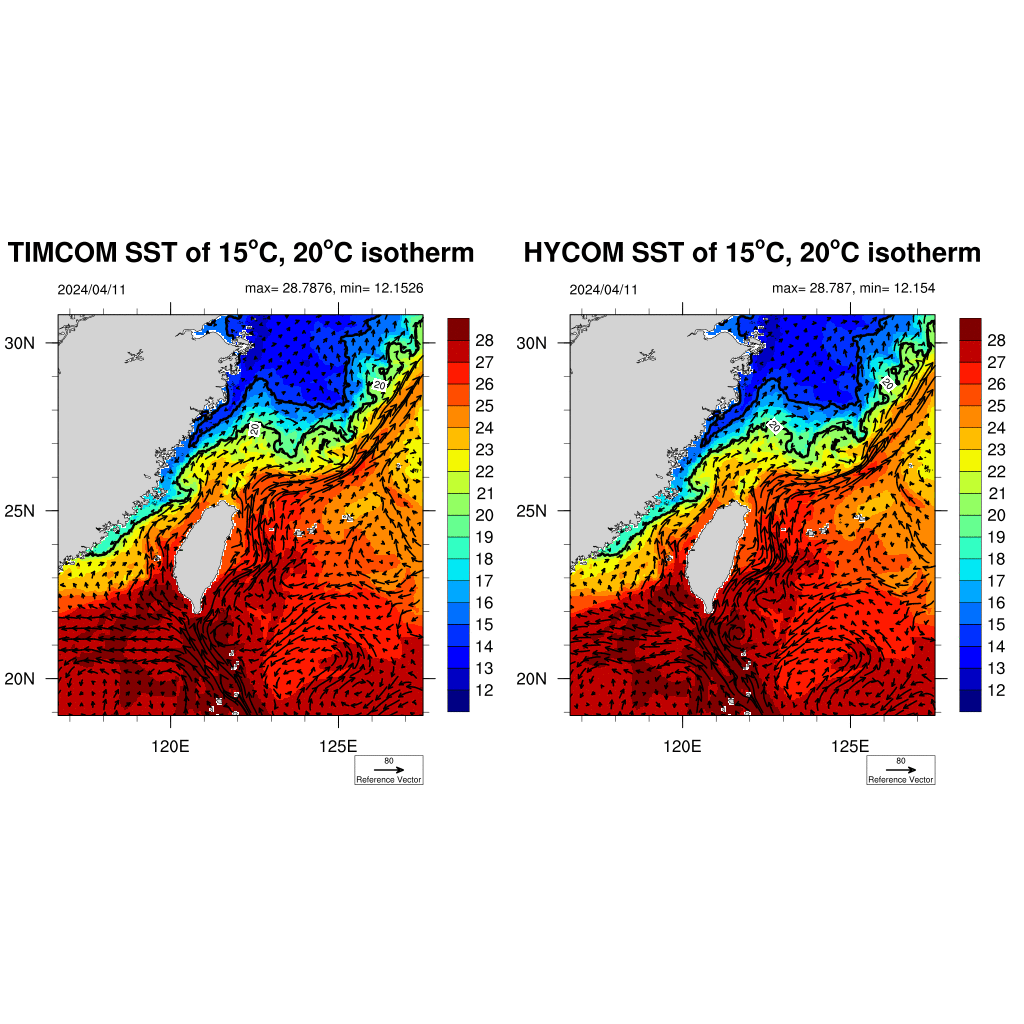 TIMCOM SST of 15°C, 20°C isotherm
2024/04/11 max= 28.7876, min= 12.1526
30N
25N
20N
120E 125E
20
20
28
27
26
25
24
23
22
21
20
19
18
17
16
15
14
13
12
80
Reference Vector
HYCOM SST of 15°C, 20°C isotherm
2024/04/11 max= 28.787, min= 12.154
30N
25N
20N
120E 125E
20
20
28
27
26
25
24
23
22
21
20
19
18
17
16
15
14
13
12
80
Reference Vector